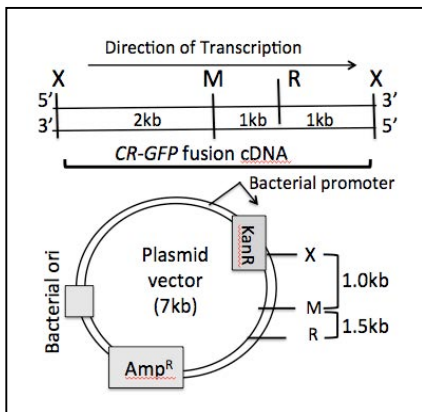 Direction of Transcription
X M R X
5' 3'
2kb 1kb 1kb
3' 5'
CR-GFP fusion cDNA
Bacterial promoter
KanR
Plasmid vector (7kb)
X
1.0kb
M
1.5kb
R
Bacterial ori
Amp^R